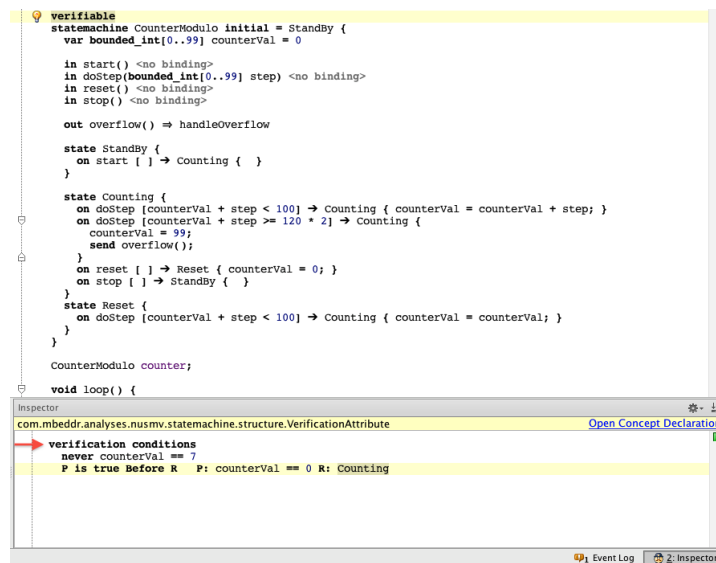 verifiable
statemachine CounterModulo initial = StandBy {
var bounded_int[0..99] counterVal = 0
in start() <no binding>
in doStep(bounded_int[0..99] step) <no binding>
in reset() <no binding>
in stop() <no binding>
out overflow() ⇒ handleOverflow
state StandBy {
on start [ ] → Counting {  }
}
state Counting {
on doStep [counterVal + step < 100] → Counting { counterVal = counterVal + step; }
on doStep [counterVal + step >= 120 * 2] → Counting {
counterVal = 99;
send overflow();
}
on reset [ ] → Reset { counterVal = 0; }
on stop [ ] → StandBy {  }
}
state Reset {
on doStep [counterVal + step < 100] → Counting { counterVal = counterVal; }
}
}
CounterModulo counter;
void loop() {
Inspector
com.mbeddr.analyses.nusmv.statemachine.structure.VerificationAttribute Open Concept Declaratio
verification conditions
never counterVal == 7
P is true Before R P: counterVal == 0 R: Counting
1 Event Log 2: Inspector